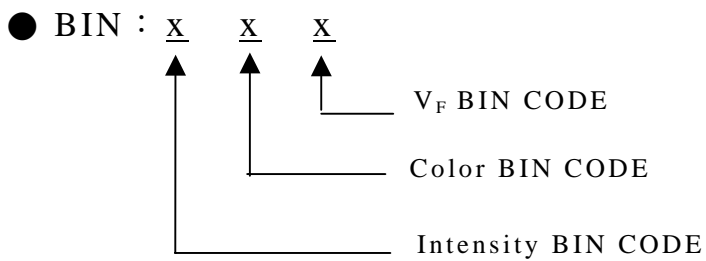 ● BIN：x x x
V_F BIN CODE
Color BIN CODE
Intensity BIN CODE